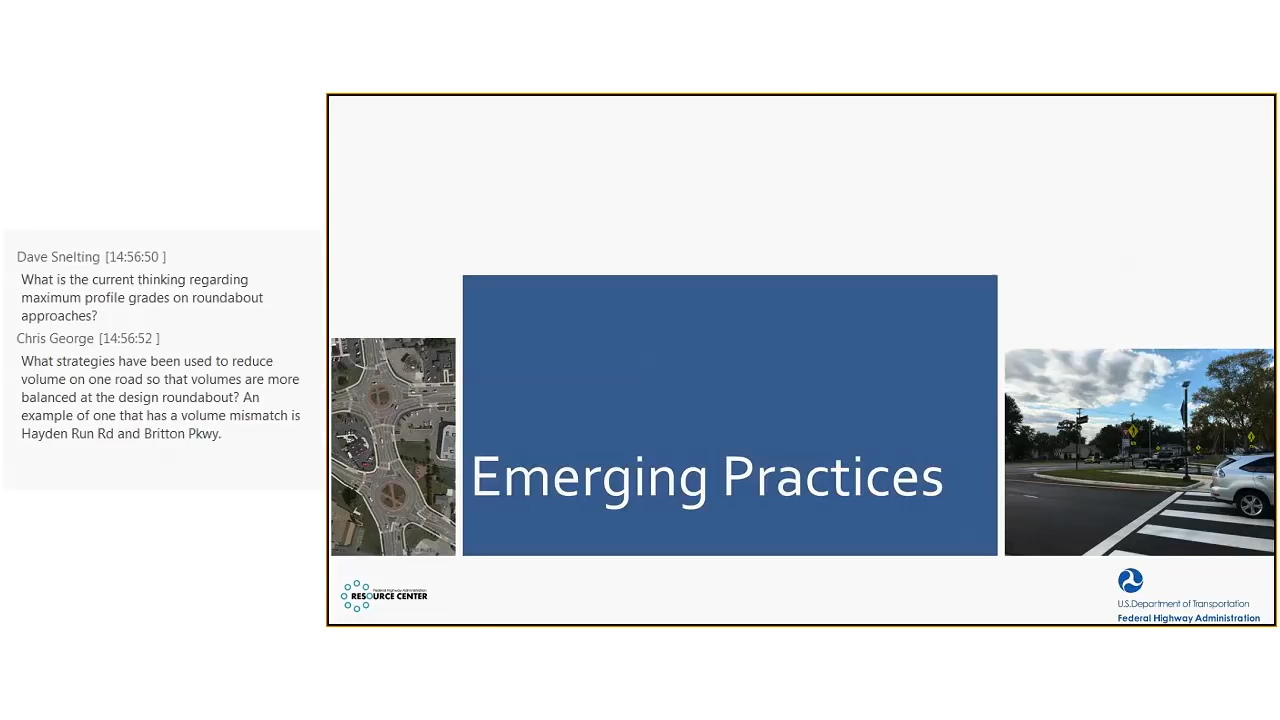 Dave Snelting [14:56:50 ]
What is the current thinking regarding
maximum profile grades on roundabout
approaches?
Chris George [14:56:52 ]
What strategies have been used to reduce
volume on one road so that volumes are more
balanced at the design roundabout? An
example of one that has a volume mismatch is
Hayden Run Rd and Britton Pkwy.
Emerging Practices
Federal Highway Administration
RESOURCE CENTER
U.S.Department of Transportation
Federal Highway Administration